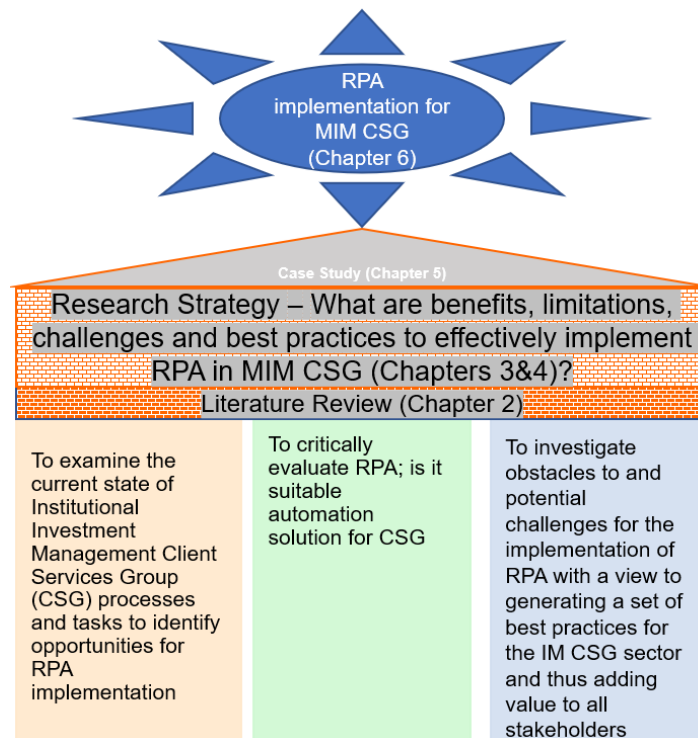 RPA
implementation for
MIM CSG
(Chapter 6)
Case Study (Chapter 5)
Research Strategy – What are benefits, limitations,
challenges and best practices to effectively implement
RPA in MIM CSG (Chapters 3&4)?
Literature Review (Chapter 2)
To examine the
current state of
Institutional
Investment
Management Client
Services Group
(CSG) processes
and tasks to identify
opportunities for
RPA
implementation
To critically
evaluate RPA; is it
suitable
automation
solution for CSG
To investigate
obstacles to and
potential
challenges for the
implementation of
RPA with a view to
generating a set of
best practices for
the IM CSG sector
and thus adding
value to all
stakeholders